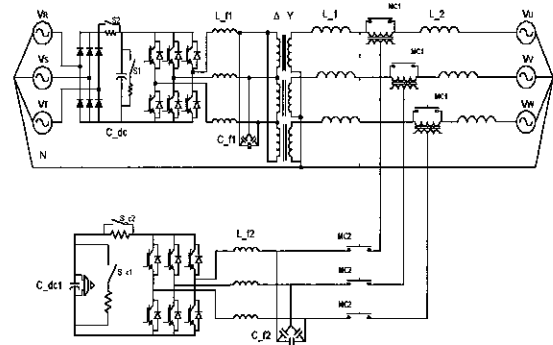 S2
L_f1
Δ Y
L_1
MC1
L_2
VR
VU
VS
S1
MC1
VV
VT
C_dc
MC1
VW
C_f1
N
S_c2
L_f2
MC2
C_dc1
S_c1
MC2
MC2
C_f2